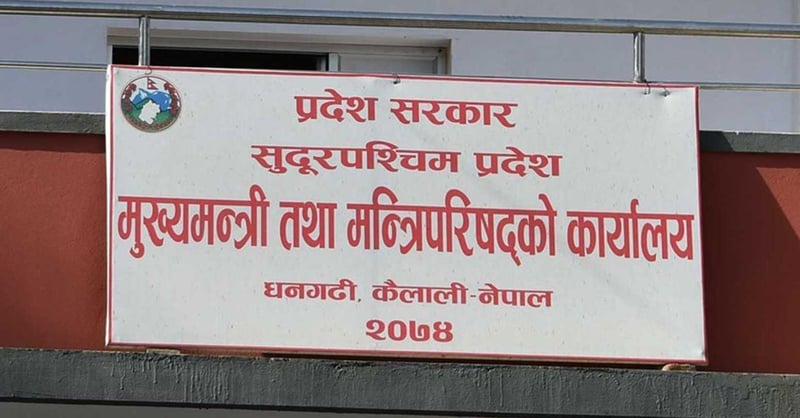 प्रदेश सरकार
सुदूरपश्चिम प्रदेश
मुख्यमन्त्री तथा मन्त्रिपरिषद्को कार्यालय
धनगढी, कैलाली-नेपाल
२०७४